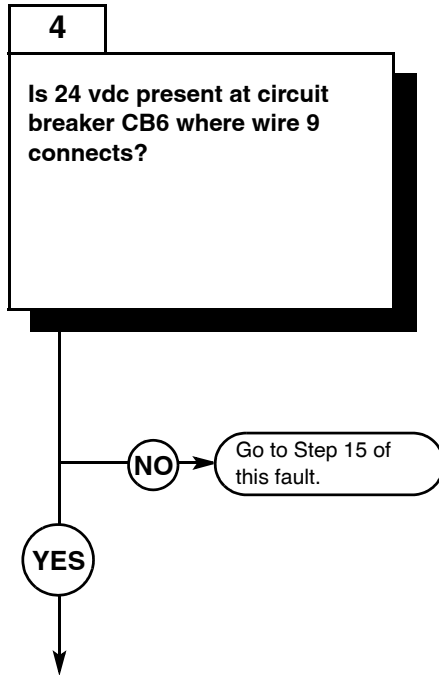 4
Is 24 vdc present at circuit
breaker CB6 where wire 9
connects?
NO
Go to Step 15 of
this fault.
YES